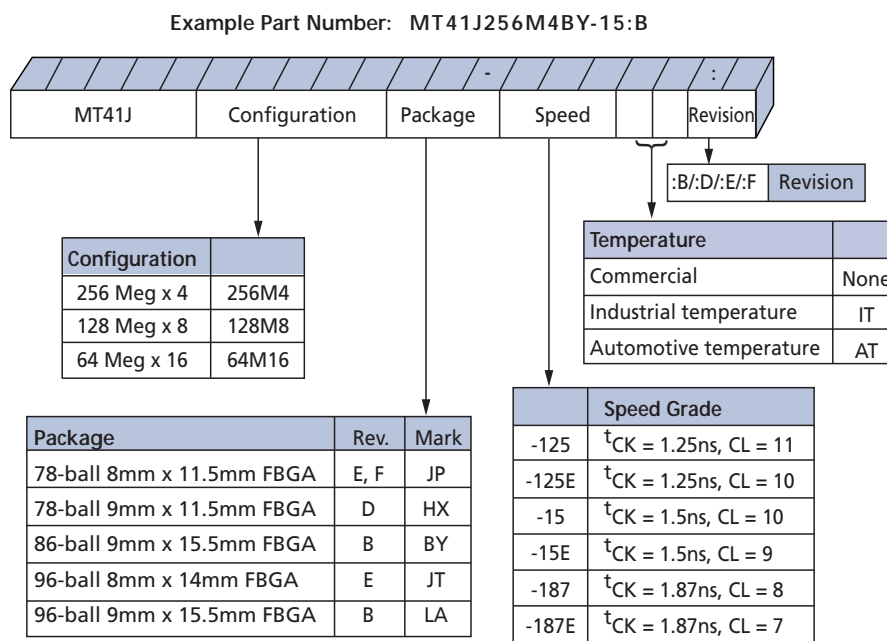 Example Part Number: MT41J256M4BY-15:B
- :
MT41J Configuration Package Speed Revision
:B/:D/:E/:F Revision
Configuration
256 Meg x 4 256M4
128 Meg x 8 128M8
64 Meg x 16 64M16
Temperature
Commercial None
Industrial temperature IT
Automotive temperature AT
Package Rev. Mark
78-ball 8mm x 11.5mm FBGA E, F JP
78-ball 9mm x 11.5mm FBGA D HX
86-ball 9mm x 15.5mm FBGA B BY
96-ball 8mm x 14mm FBGA E JT
96-ball 9mm x 15.5mm FBGA B LA
Speed Grade
-125 tCK = 1.25ns, CL = 11
-125E tCK = 1.25ns, CL = 10
-15 tCK = 1.5ns, CL = 10
-15E tCK = 1.5ns, CL = 9
-187 tCK = 1.87ns, CL = 8
-187E tCK = 1.87ns, CL = 7